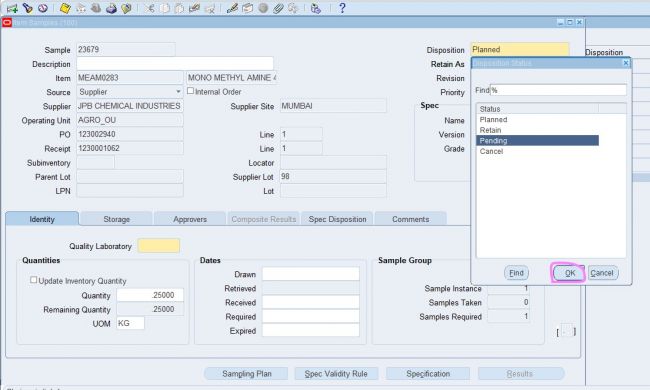 Item Samples (180)
Sample 23679
Disposition Planned
Disposition
Description
Retain As
Item MEAM0283 MONO METHYL AMINE 4
Revision
Source Supplier Internal Order
Priority
Supplier JPB CHEMICAL INDUSTRIES Supplier Site MUMBAI
Spec
Operating Unit AGRO_OU
Name
PO 123002940 Line 1
Version
Receipt 1230001062 Line 1
Grade
Subinventory Locator
Parent Lot Supplier Lot 98
LPN Lot
Disposition Status
Find %
Status
Planned
Retain
Pending
Cancel
Find OK Cancel
Identity Storage Approvers Composite Results Spec Disposition Comments
Quality Laboratory
Quantities Dates Sample Group
Update Inventory Quantity
Drawn
Quantity .25000
Retrieved
Sample Instance 1
Remaining Quantity .25000
Received
Samples Taken 0
UOM KG
Required
Samples Required 1
Expired
[ . ]
Sampling Plan Spec Validity Rule Specification Results